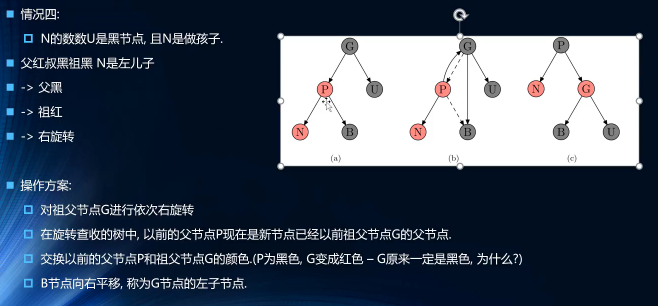 情况四:
N的数数U是黑节点, 且N是做孩子.
父红叔黑祖黑 N是左儿子
-> 父黑
-> 祖红
-> 右旋转
G G P
P U P U N G
N B N B B U
(a) (b) (c)
操作方案:
对祖父节点G进行依次右旋转
在旋转查收的树中, 以前的父节点P现在是新节点已经以前祖父节点G的父节点.
交换以前的父节点P和祖父节点G的颜色.(P为黑色, G变成红色 – G原来一定是黑色, 为什么?)
B节点向右平移, 称为G节点的左子节点.